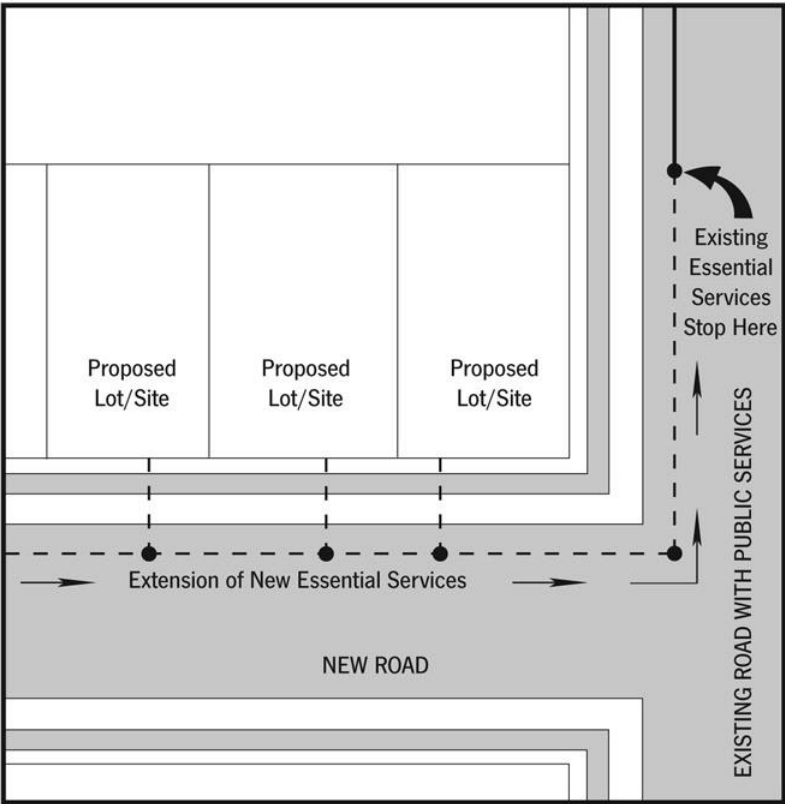 Existing
Essential
Services
Stop Here
Proposed
Lot/Site
Proposed
Lot/Site
Proposed
Lot/Site
EXISTING ROAD WITH PUBLIC SERVICES
Extension of New Essential Services
NEW ROAD